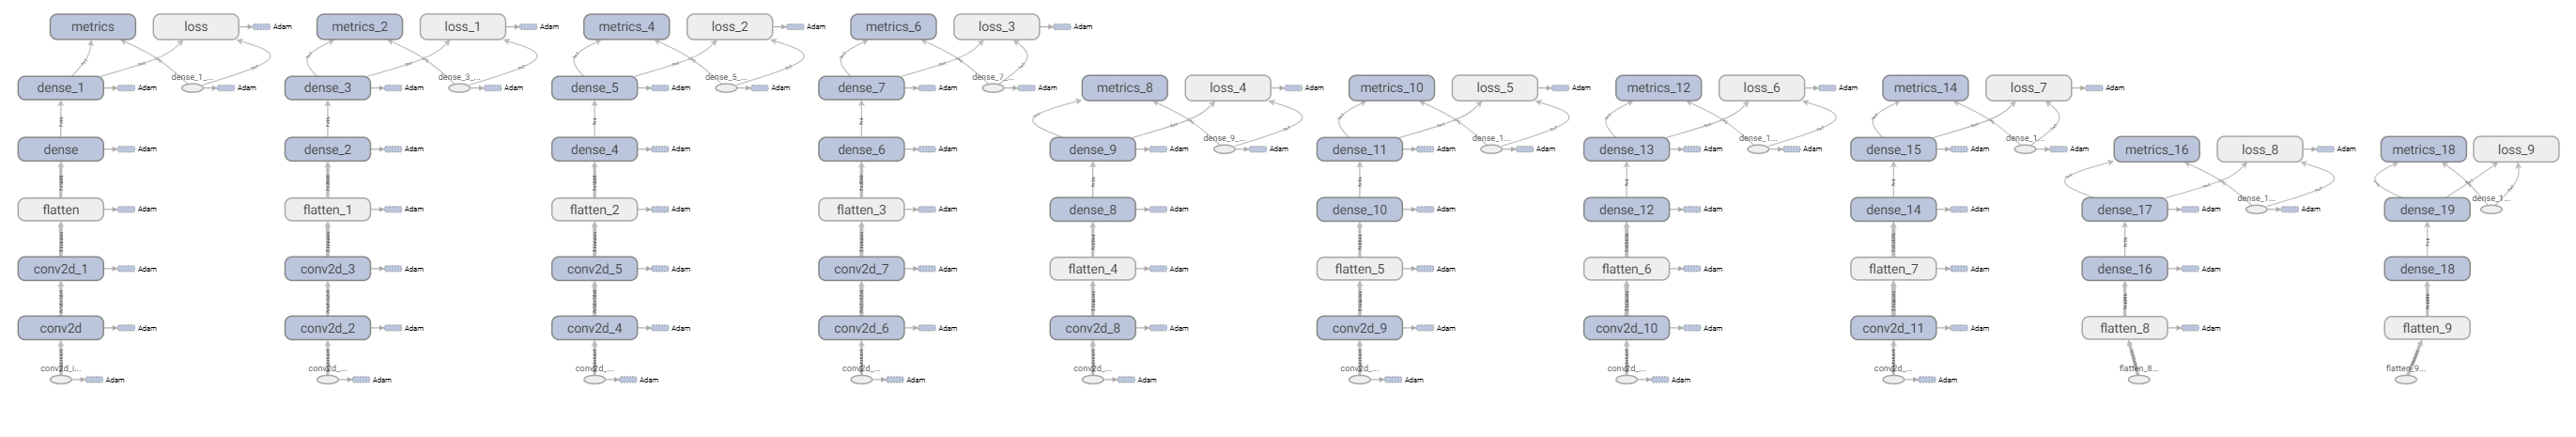 metrics loss Adam metrics_2 loss_1 Adam metrics_4 loss_2 Adam metrics_6 loss_3 Adam
dense_1_... dense_3_... dense_5_... dense_7_...
dense_1 Adam Adam dense_3 Adam Adam dense_5 Adam Adam dense_7 Adam Adam metrics_8 loss_4 Adam metrics_10 loss_5 Adam metrics_12 loss_6 Adam metrics_14 loss_7 Adam
dense_9_... dense_1... dense_1... dense_1...
dense Adam dense_2 Adam dense_4 Adam dense_6 Adam dense_9 Adam Adam dense_11 Adam Adam dense_13 Adam Adam dense_15 Adam Adam metrics_16 loss_8 Adam metrics_18 loss_9
dense_1... dense_1...
flatten Adam flatten_1 Adam flatten_2 Adam flatten_3 Adam dense_8 Adam dense_10 Adam dense_12 Adam dense_14 Adam dense_17 Adam Adam dense_19
conv2d_1 Adam conv2d_3 Adam conv2d_5 Adam conv2d_7 Adam flatten_4 Adam flatten_5 Adam flatten_6 Adam flatten_7 Adam dense_16 Adam dense_18
conv2d Adam conv2d_2 Adam conv2d_4 Adam conv2d_6 Adam conv2d_8 Adam conv2d_9 Adam conv2d_10 Adam conv2d_11 Adam flatten_8 Adam flatten_9
conv2d_i... conv2d_... conv2d_... conv2d_... conv2d_... conv2d_... conv2d_... conv2d_... flatten_8... flatten_9...
Adam Adam Adam Adam Adam Adam Adam Adam